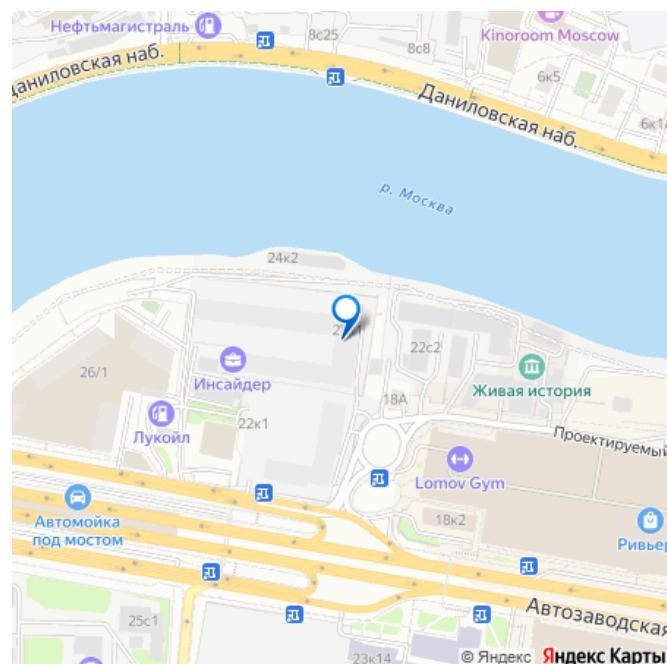 Нефтьмагистраль
8с25
8с8
Kinoroom Moscow
6к5
Даниловская наб.
Даниловская наб.
р. Москва
24к2
22с2
26/1
Инсайдер
Живая история
18А
Лукойл
22к1
Проектируемый
Lomov Gym
18к2
Автомойка
под мостом
Ривьер
Автозаводская
25с1
23к14
© Яндекс Яндекс Карты